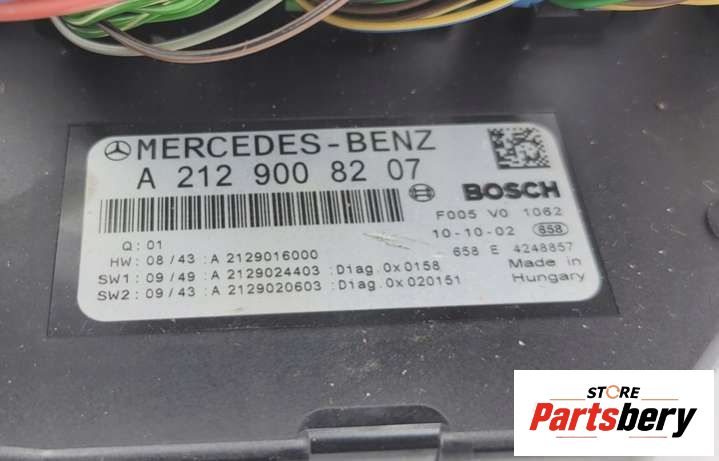 MERCEDES-BENZ
A 212 900 82 07
BOSCH
F005 V0 1062
Q: 01
10-10-02 658
HW: 08/43 :A 2129016000
658 E 4248857
SW1: 09/49 :A 2129024403 :Diag.0x0158
Made in
SW2: 09/43 :A 2129020603 :Diag.0x020151
Hungary
STORE
Partsbery